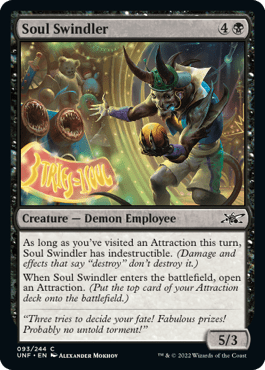 Soul Swindler 4
Creature — Demon Employee
As long as you've visited an Attraction this turn,
Soul Swindler has indestructible. (Damage and
effects that say "destroy" don't destroy it.)
When Soul Swindler enters the battlefield, open
an Attraction. (Put the top card of your Attraction
deck onto the battlefield.)
"Three tries to decide your fate! Fabulous prizes!
Probably no untold torment!"
5/3
093/244 C
UNF • EN Alexander Mokhov ™ & © 2022 Wizards of the Coast